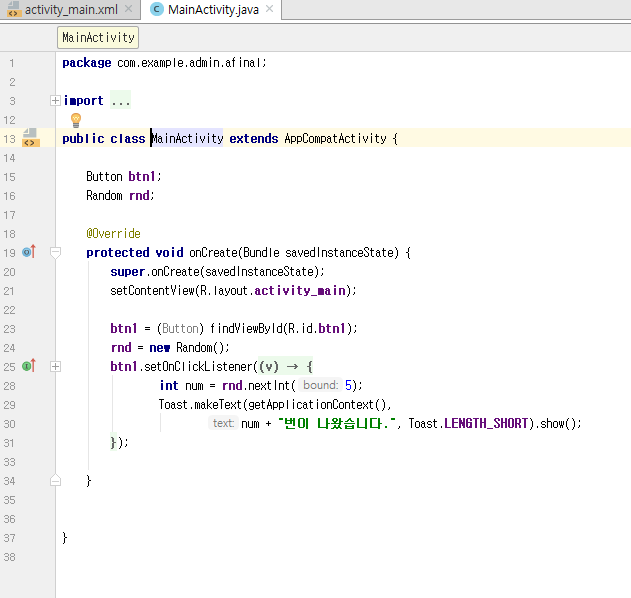 activity_main.xml MainActivity.java
MainActivity
1 package com.example.admin.afinal;
2
3 import ...
12
13 public class MainActivity extends AppCompatActivity {
14
15 Button btn1;
16 Random rnd;
17
18 @Override
19 protected void onCreate(Bundle savedInstanceState) {
20 super.onCreate(savedInstanceState);
21 setContentView(R.layout.activity_main);
22
23 btn1 = (Button) findViewById(R.id.btn1);
24 rnd = new Random();
25 btn1.setOnClickListener((v) → {
28 int num = rnd.nextInt( bound: 5);
29 Toast.makeText(getApplicationContext(),
30 text: num + "번이 나왔습니다.", Toast.LENGTH_SHORT).show();
31 });
33
34 }
35
36
37 }
38